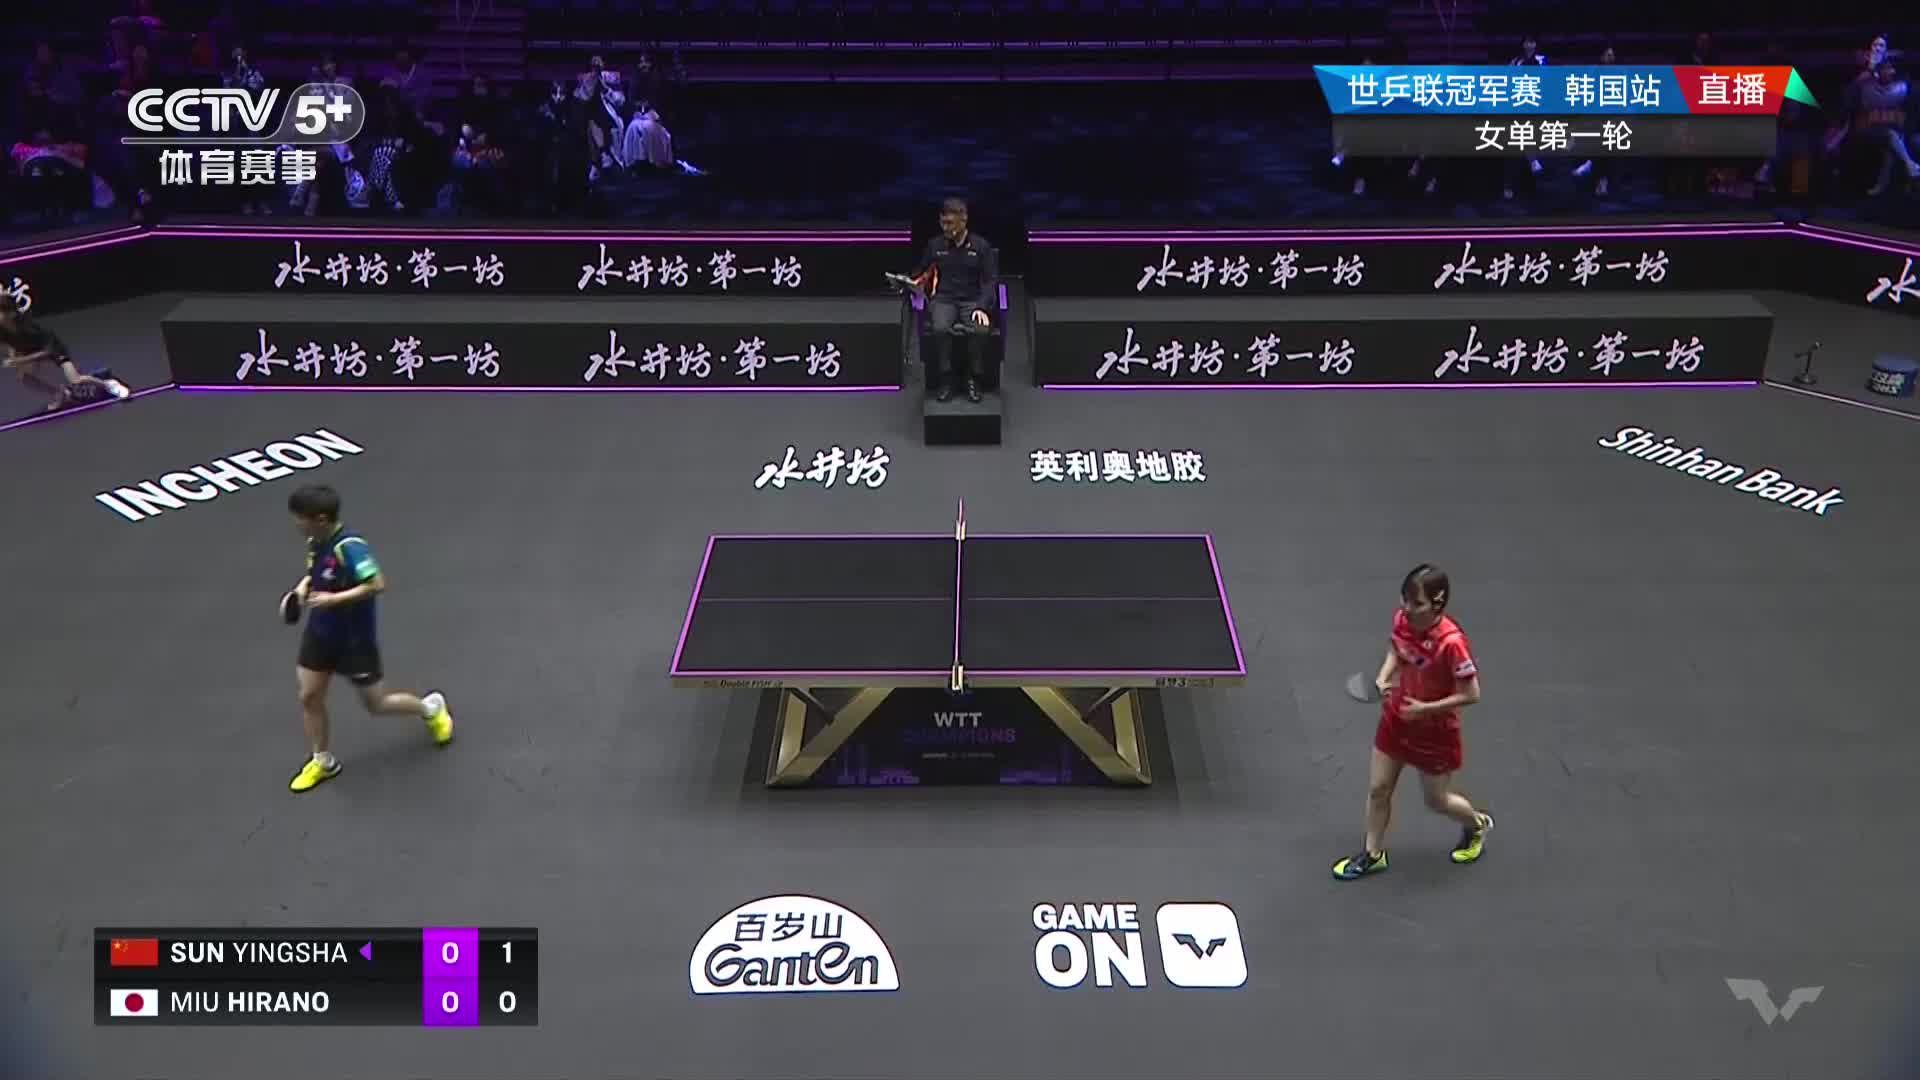 CCTV 5+
体育赛事
世乒联冠军赛 韩国站 直播
女单第一轮
水井坊·第一坊 水井坊·第一坊 水井坊·第一坊 水井坊·第一坊 水
坊
水井坊·第一坊 水井坊·第一坊 水井坊·第一坊 水井坊·第一坊
INCHEON
水井坊
英利奥地胶
Shinhan Bank
Double FISH
WTT
CHAMPIONS
百岁山
Ganten
GAME
ON
SUN YINGSHA 0 1
MIU HIRANO 0 0